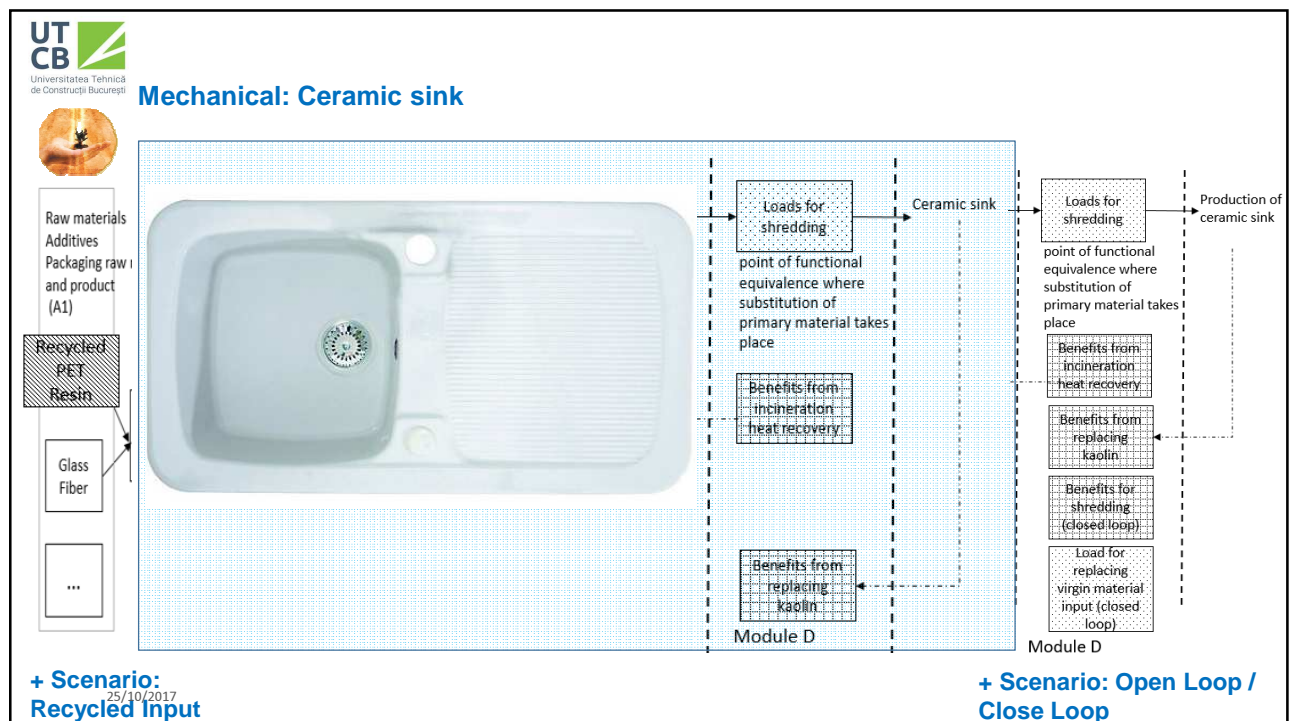 UT
CB
Universitatea Tehnică
de Construcții București
Mechanical: Ceramic sink
Raw materials
Additives
Packaging raw
and product
(A1)
Recycled
PET
Resin
Glass
Fiber
...
Loads for
shredding
point of functional
equivalence where
substitution of
primary material takes
place
Benefits from
incineration
heat recovery
Benefits from
replacing
kaolin
Module D
Ceramic sink
Loads for
shredding
point of functional
equivalence where
substitution of
primary material takes
place
Benefits from
incineration
heat recovery
Benefits from
replacing
kaolin
Benefits for
shredding
(closed loop)
Load for
replacing
virgin material
input (closed
loop)
Module D
Production of
ceramic sink
+ Scenario:
25/10/2017
Recycled Input
+ Scenario: Open Loop /
Close Loop